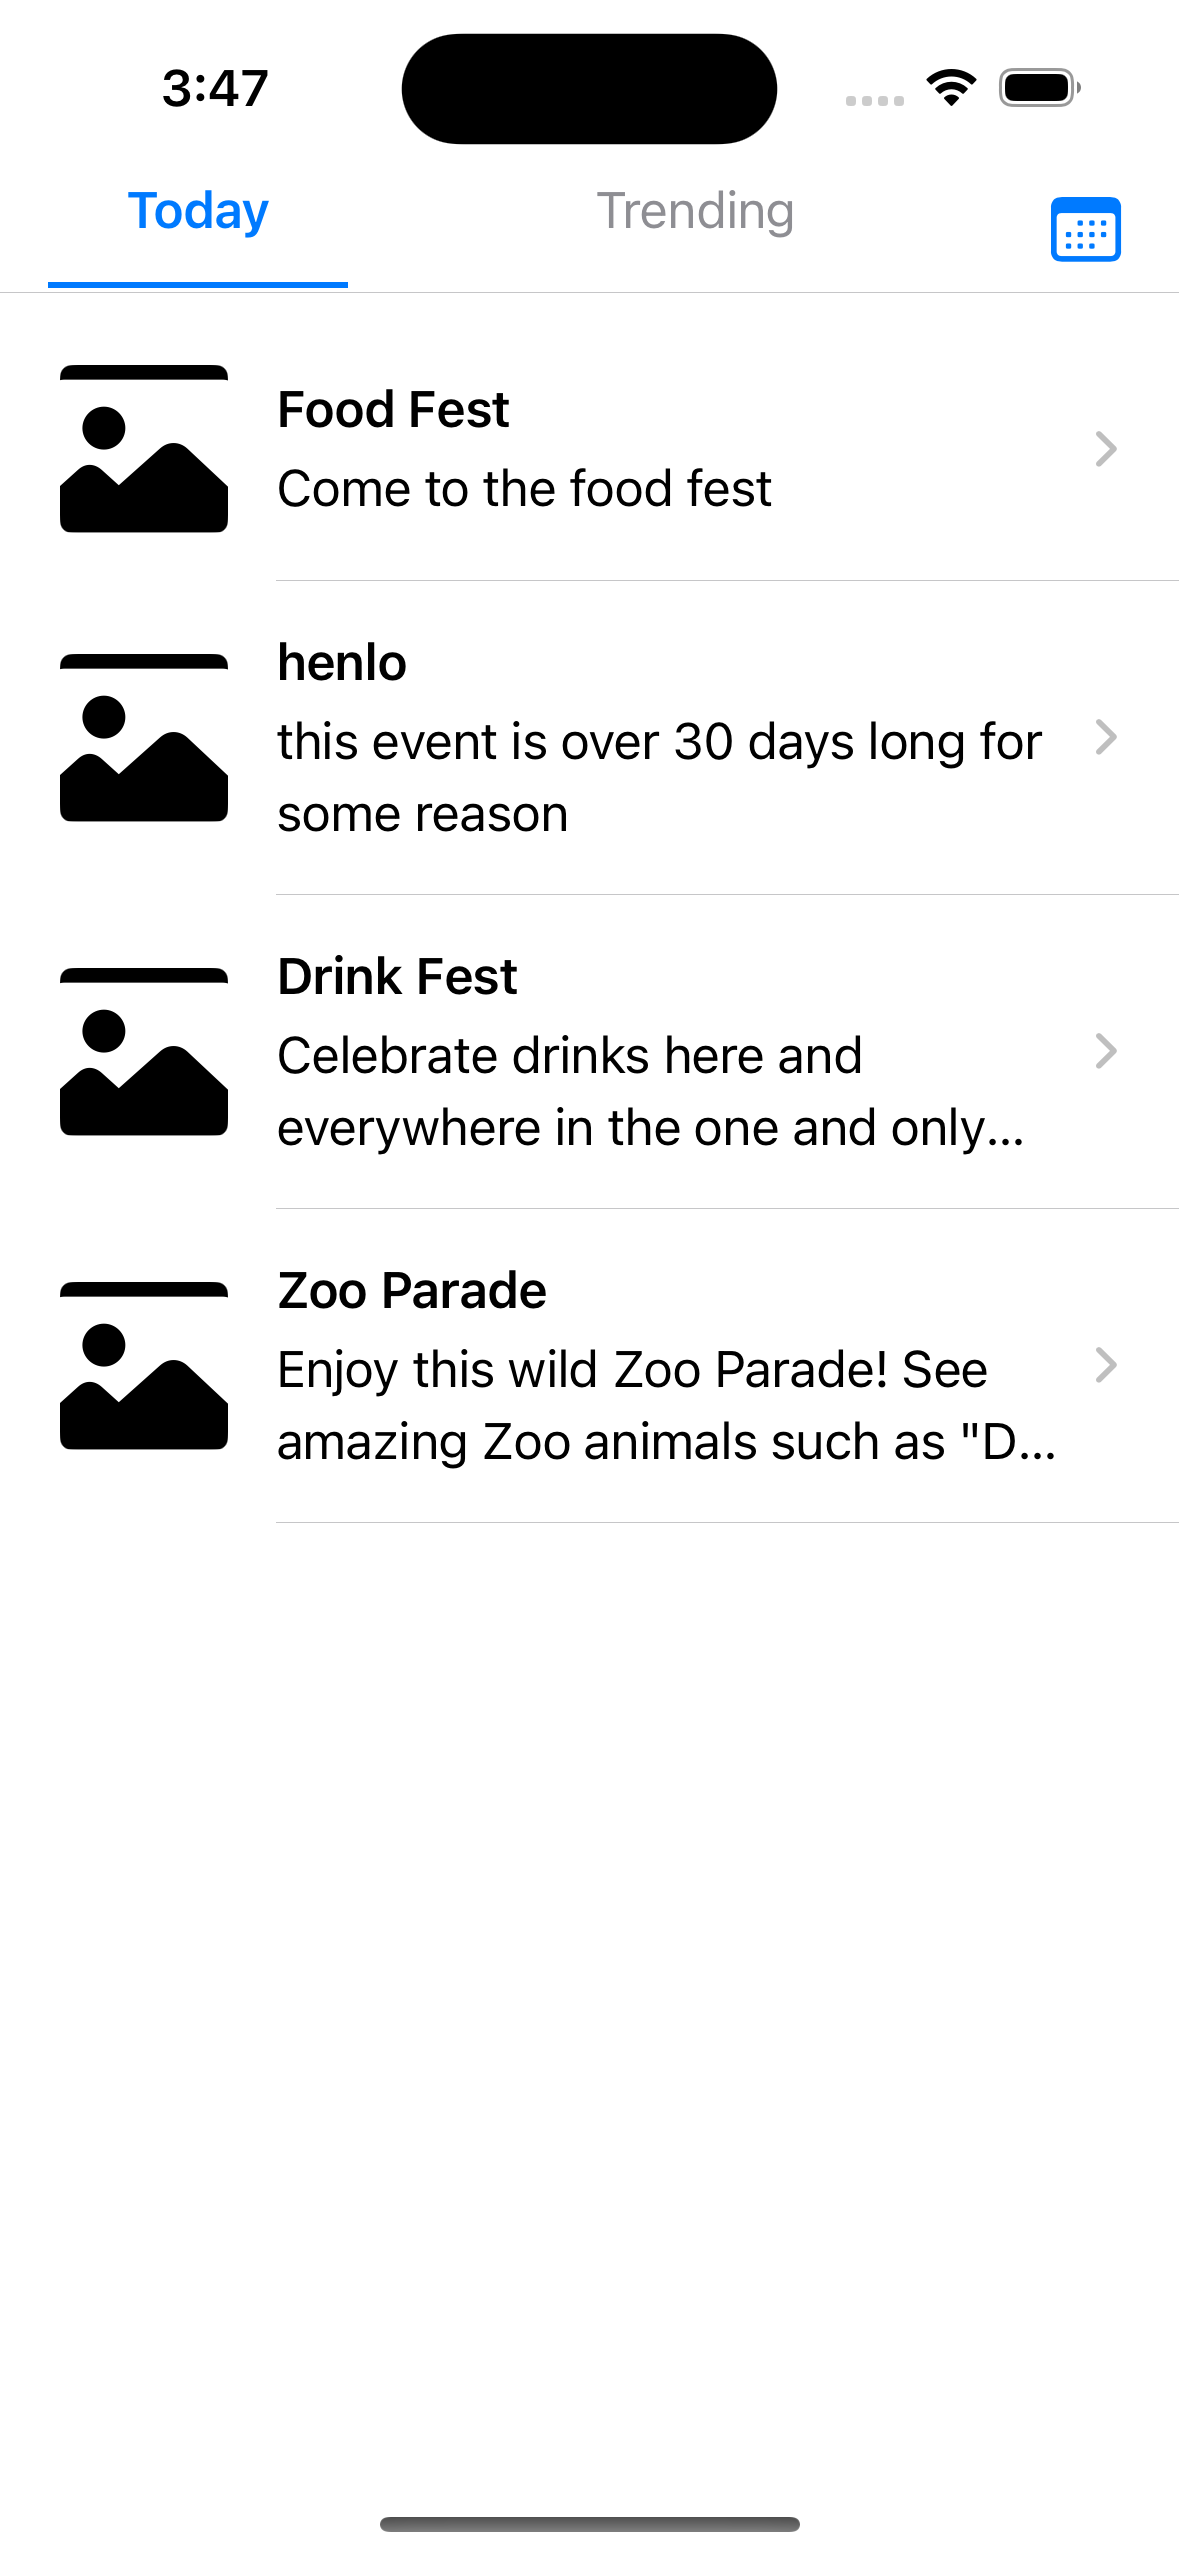 3:47
Today
Trending
Food Fest
Come to the food fest
henlo
this event is over 30 days long for
some reason
Drink Fest
Celebrate drinks here and
everywhere in the one and only...
Zoo Parade
Enjoy this wild Zoo Parade! See
amazing Zoo animals such as "D...